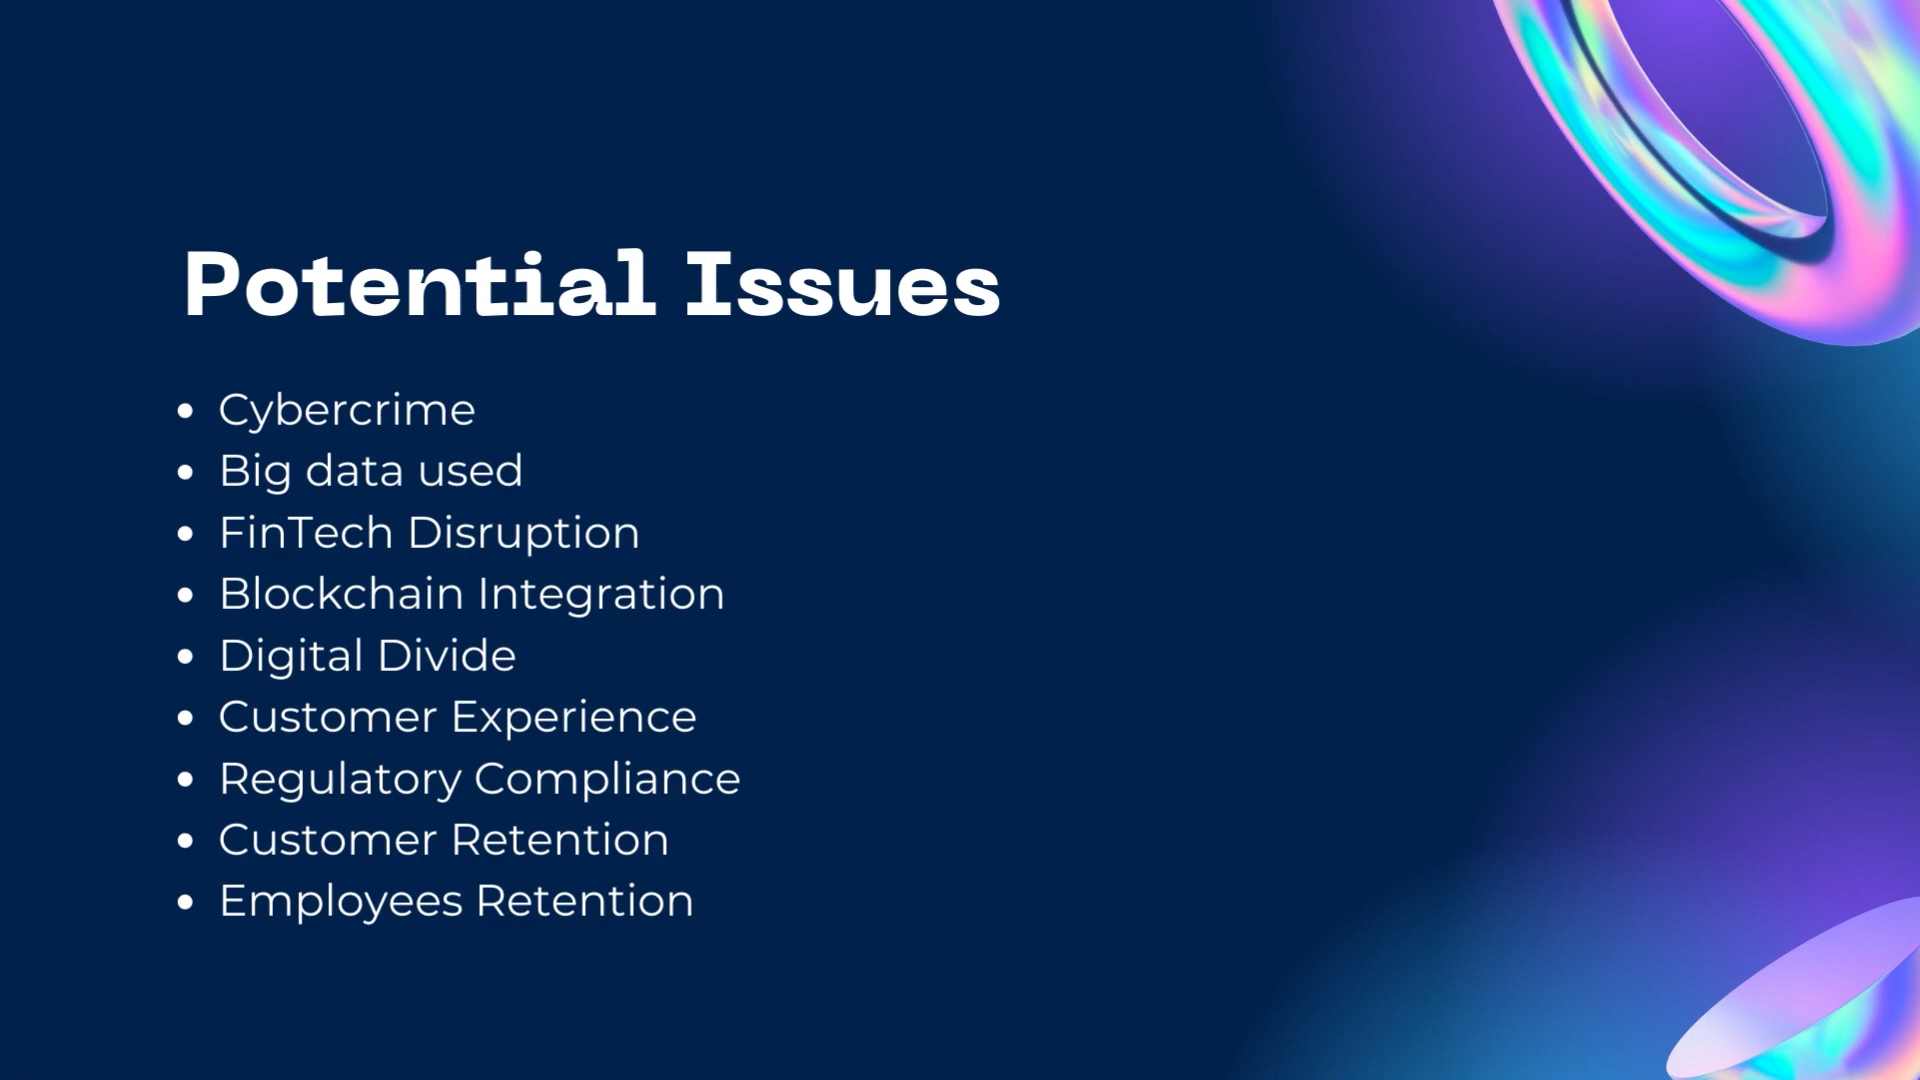 Potential Issues
• Cybercrime
• Big data used
• FinTech Disruption
• Blockchain Integration
• Digital Divide
• Customer Experience
• Regulatory Compliance
• Customer Retention
• Employees Retention